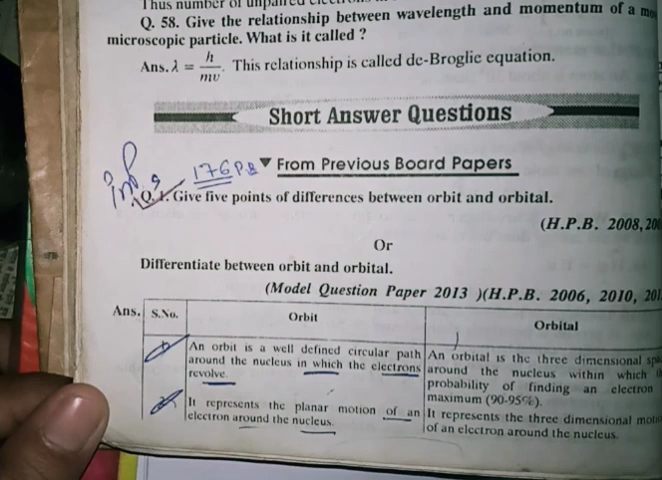 Thus number of unpaired
Q. 58. Give the relationship between wavelength and momentum of a
microscopic particle. What is it called ?
Ans. λ = h/mv. This relationship is called de-Broglie equation.
Short Answer Questions
176 P.B
▼ From Previous Board Papers
Q. 1. Give five points of differences between orbit and orbital.
(H.P.B. 2008,
Or
Differentiate between orbit and orbital.
(Model Question Paper 2013 )(H.P.B. 2006, 2010,
Ans. S.No. Orbit Orbital
An orbit is a well defined circular path
around the nucleus in which the electrons
revolve.
An orbital is the three dimensional
around the nucleus within which
probability of finding an electron
maximum (90-95%).
It represents the planar motion of an
electron around the nucleus.
It represents the three dimensional
of an electron around the nucleus.